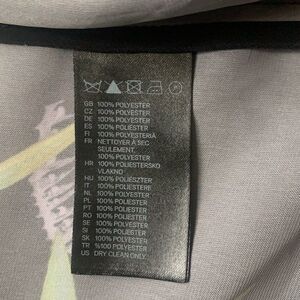 GB 100% POLYESTER
CZ 100% POLYESTER
DE 100% POLYESTER
ES 100% POLIÉSTER
FI 100% POLYESTERIA
FR NETTOYER A SEC
SEULEMENT.
100% POLYESTER
HR 100% POLIESTERSKO
VLAKNO
HU 100% POLIÉSZTER
IT 100% POLIESTERE
NL 100% POLYESTER
PL 100% POLIESTER
PT 100% POLIÉSTER
RO 100% POLIESTER
SE 100% POLYESTER
SI 100% POLIESTER
SK 100% POLYESTER
TR %100 POLYESTER
US DRY CLEAN ONLY